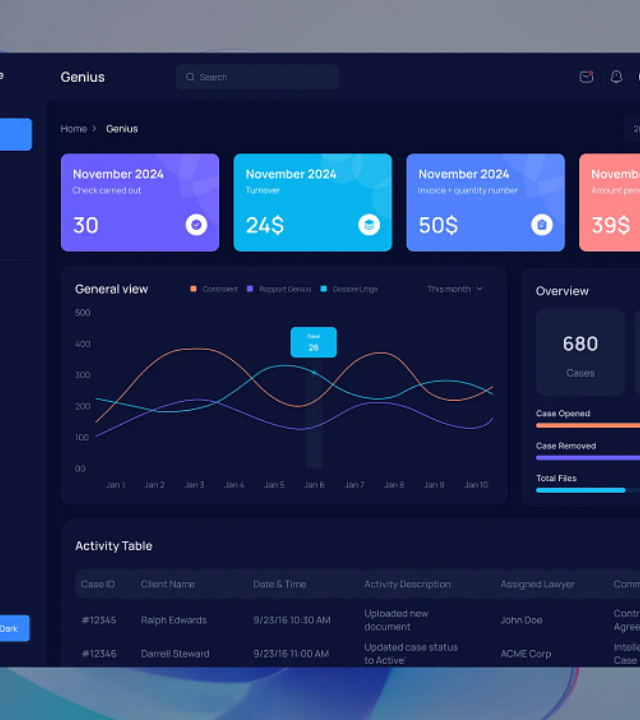 e
Genius
Search
Home > Genius
November 2024
Check carried out
30
November 2024
Turnover
24$
November 2024
Invoice + quantity number
50$
Novemb
Amount pend
39$
General view
Controlert
Rapport Genius
Dossire Litige
This month
500
400
300
200
100
00
New
26
Jan 1 Jan 2 Jan 3 Jan 4 Jan 5 Jan 6 Jan 7 Jan 8 Jan 9 Jan 10
Overview
680
Cases
Case Opened
Case Removed
Total Files
Activity Table
Case ID Client Name Date & Time Activity Description Assigned Lawyer Comm
#12345 Ralph Edwards 9/23/16 10:30 AM Uploaded new document John Doe Contr Agree
#12346 Darrell Steward 9/23/16 11:00 AM Updated case status to Active' ACME Corp Intelle Case
Dark